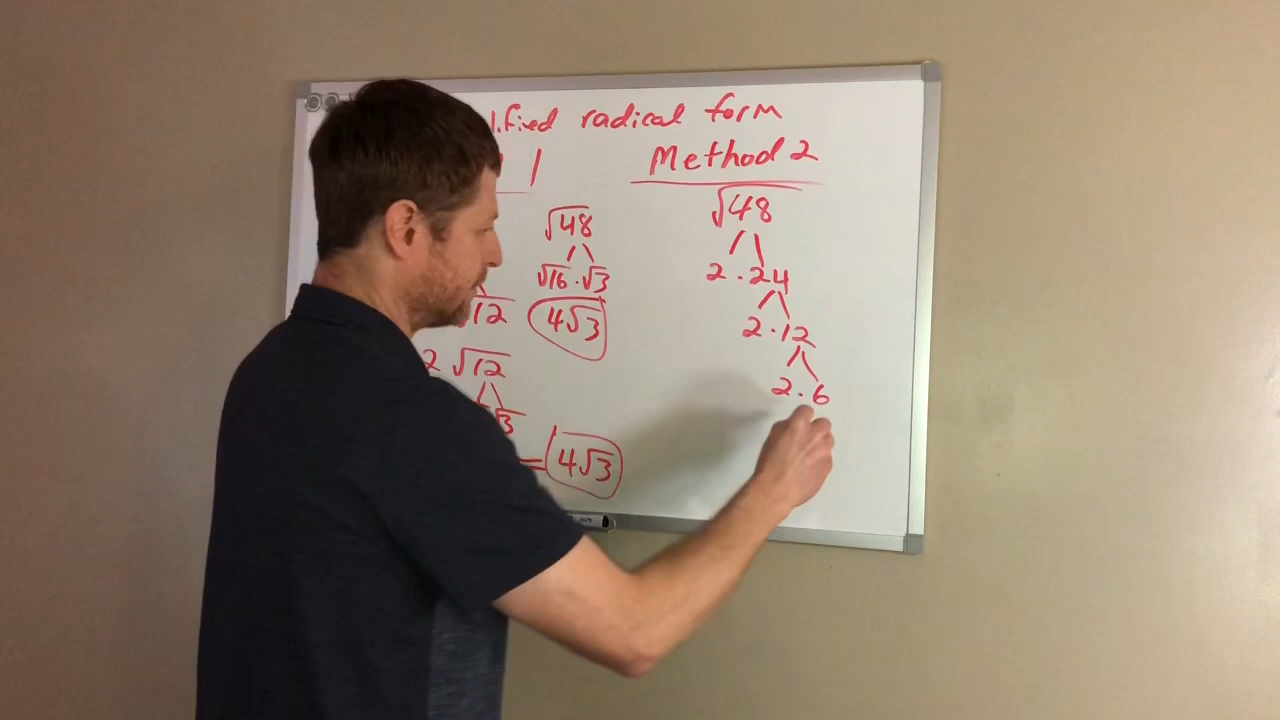 radical form
1
Method 2
√48
√16 · √3
4√3
√12
2 √12
√3
= 4√3
√48
2 · 24
2 · 12
2 · 6